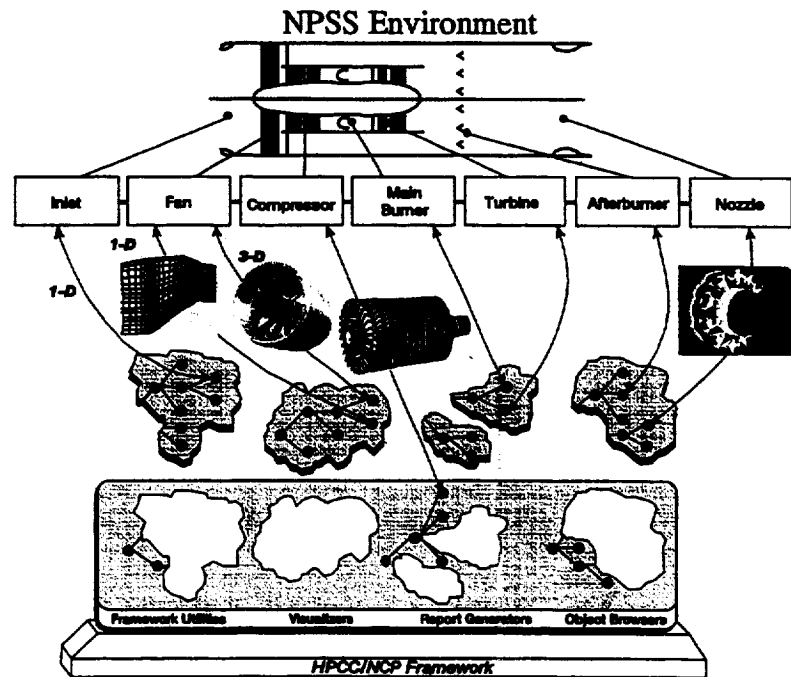 NPSS Environment
Inlet
Fan
Compressor
Main
Burner
Turbine
Afterburner
Nozzle
1-D
3-D
1-D
Framework Utilities
Visualizers
Report Generators
Object Browsers
HPCC/NCP Framework